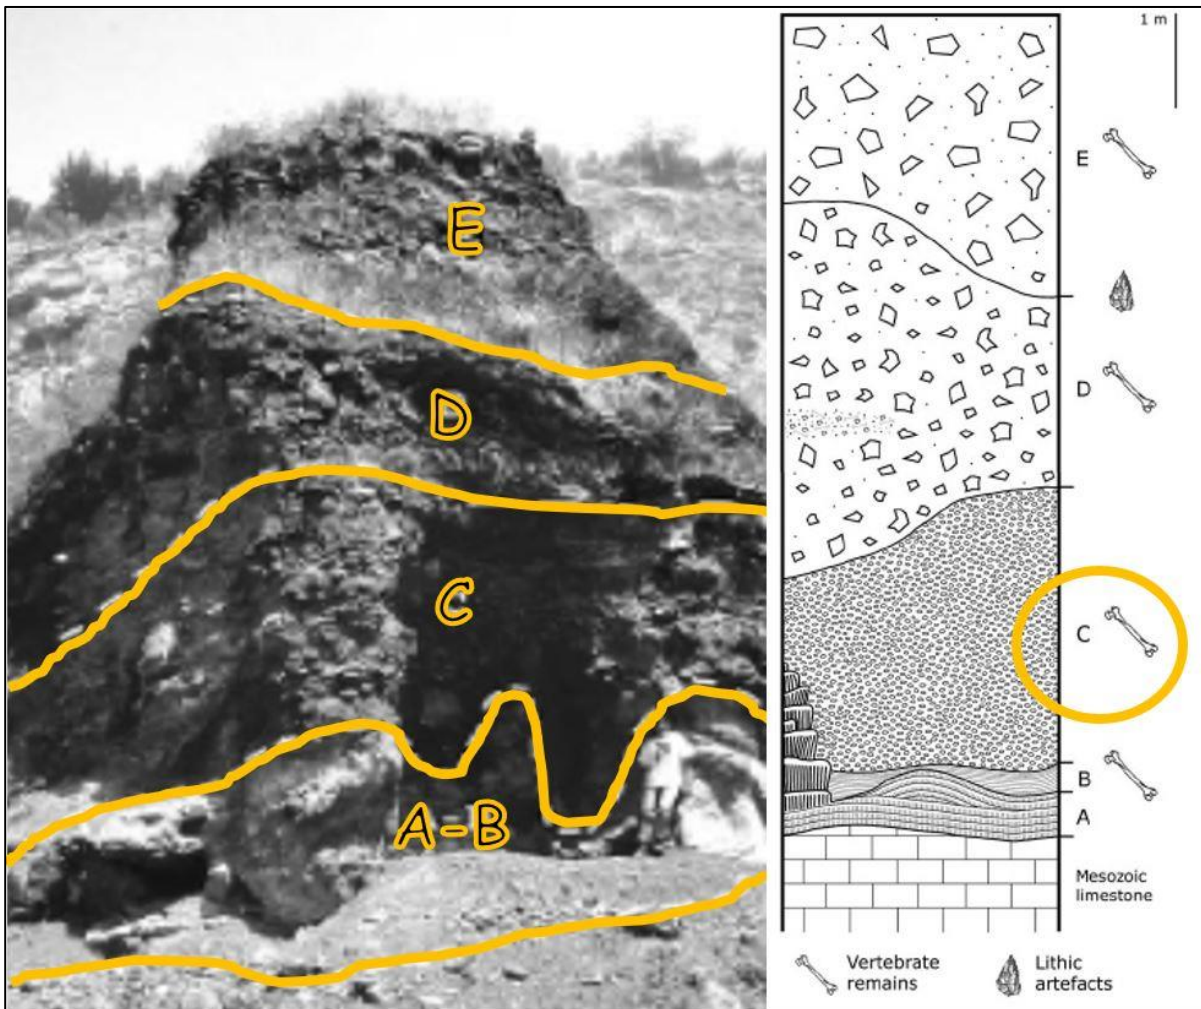 E
D
C
A-B
1 m
E
D
C
B
A
Mesozoic
limestone
Vertebrate
remains
Lithic
artefacts